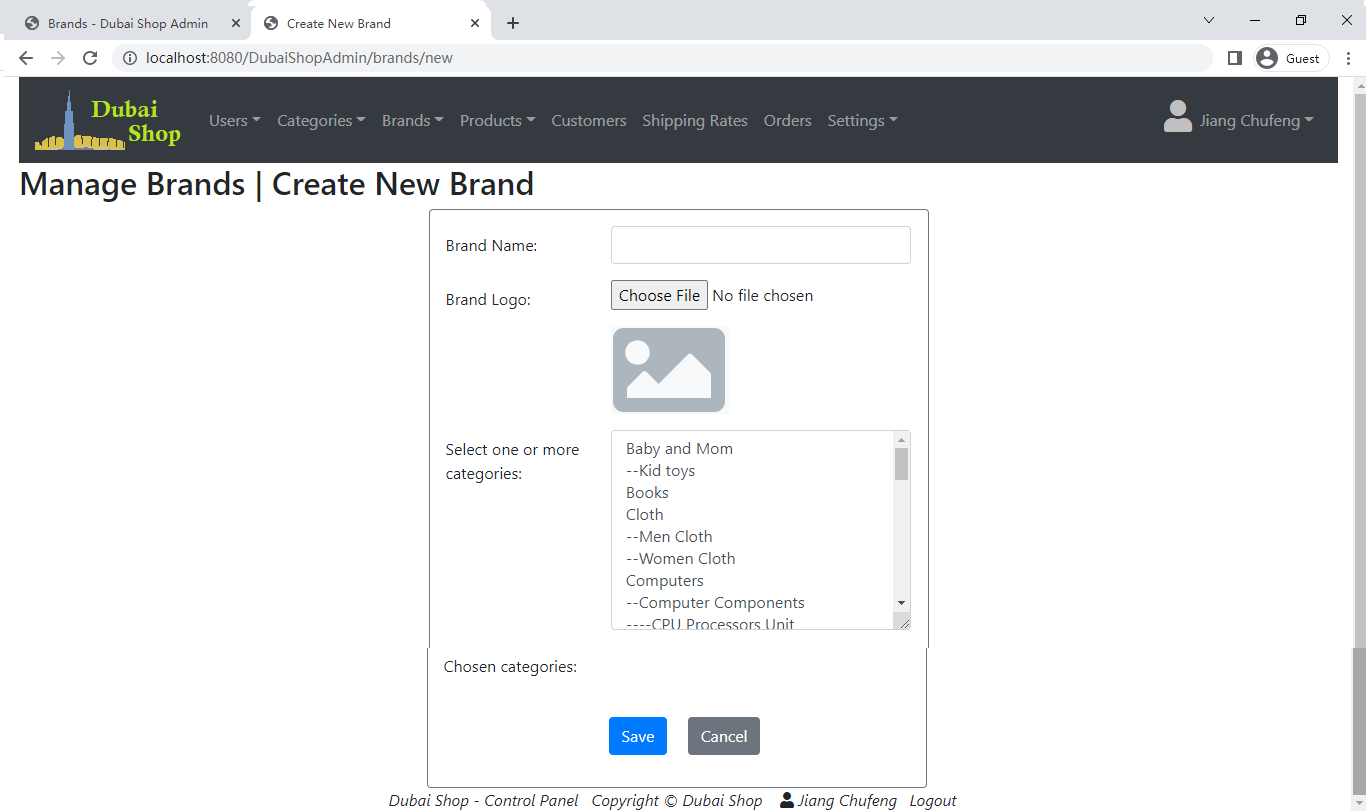 Brands - Dubai Shop Admin
Create New Brand
localhost:8080/DubaiShopAdmin/brands/new
Guest
Dubai
Shop
Users Categories Brands Products Customers Shipping Rates Orders Settings Jiang Chufeng
Manage Brands | Create New Brand
Brand Name:
Brand Logo: Choose File No file chosen
Select one or more
categories:
Baby and Mom
--Kid toys
Books
Cloth
--Men Cloth
--Women Cloth
Computers
--Computer Components
----CPU Processors Unit
Chosen categories:
Save Cancel
Dubai Shop - Control Panel Copyright © Dubai Shop Jiang Chufeng Logout